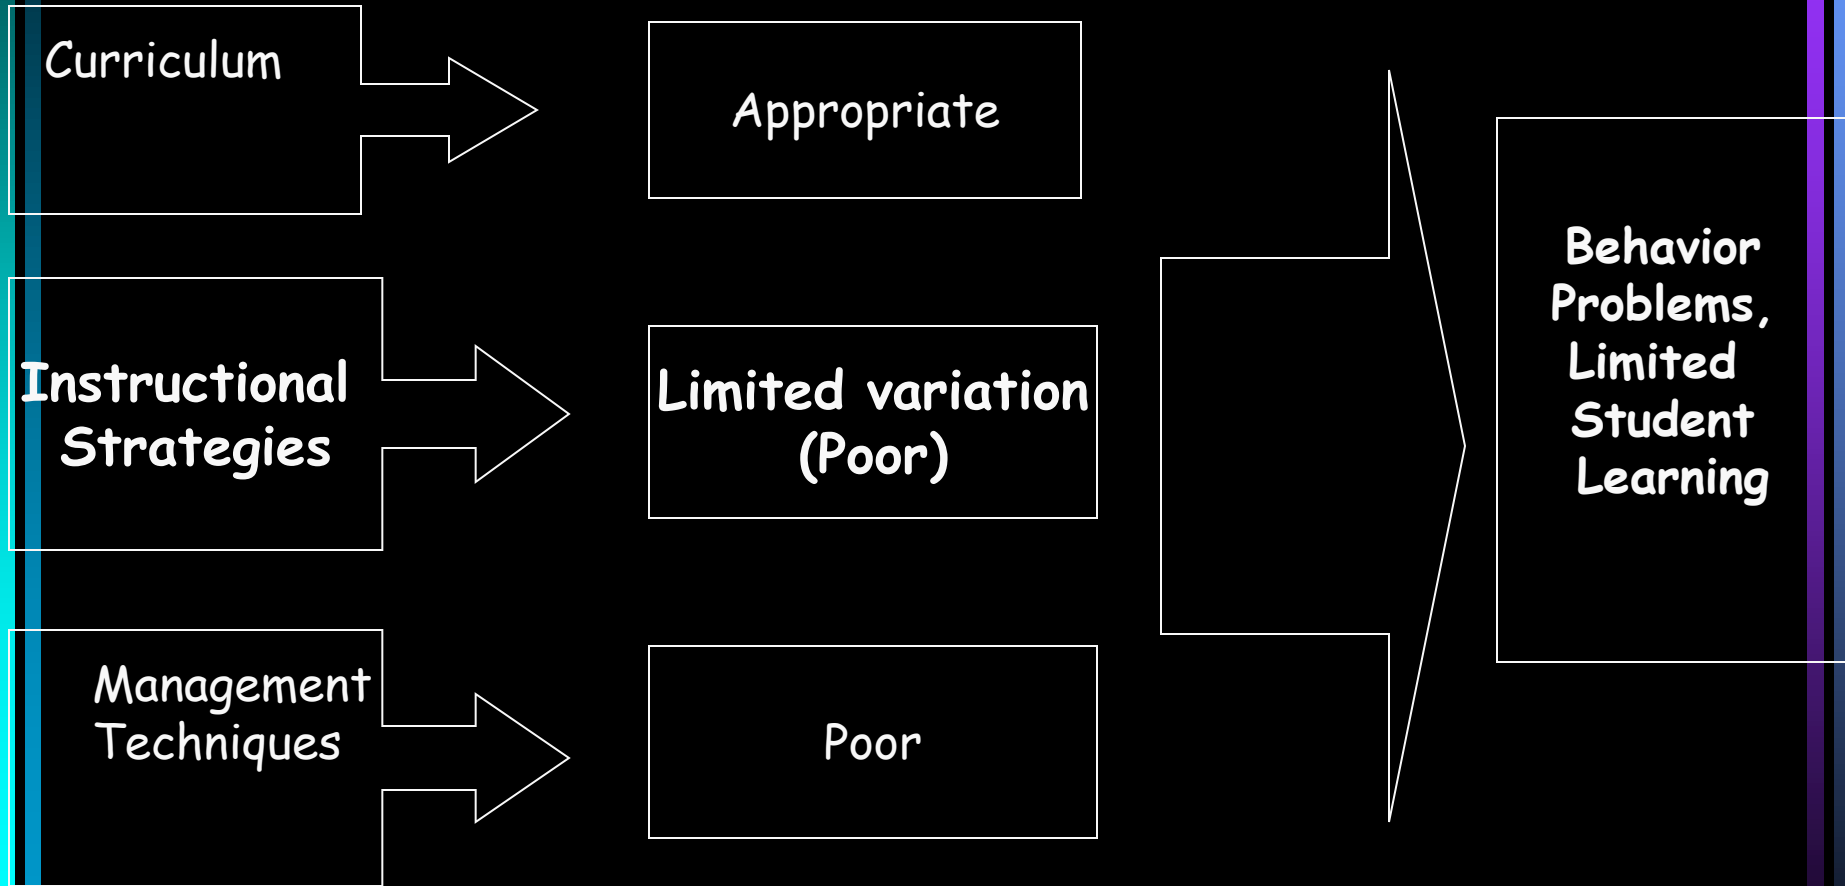 Curriculum
Appropriate
Instructional
Strategies
Limited variation
(Poor)
Management
Techniques
Poor
Behavior
Problems,
Limited
Student
Learning